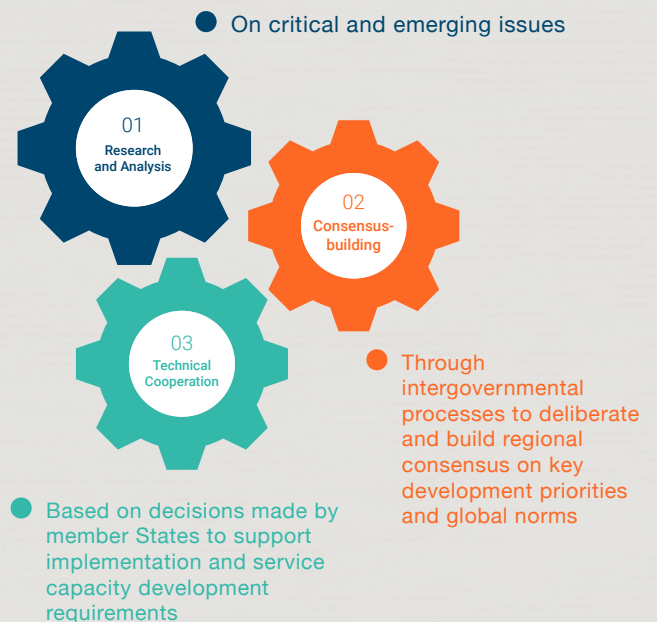 On critical and emerging issues
01
Research
and Analysis
02
Consensus-
building
03
Technical
Cooperation
Through
intergovernmental
processes to deliberate
and build regional
consensus on key
development priorities
and global norms
Based on decisions made by
member States to support
implementation and service
capacity development
requirements